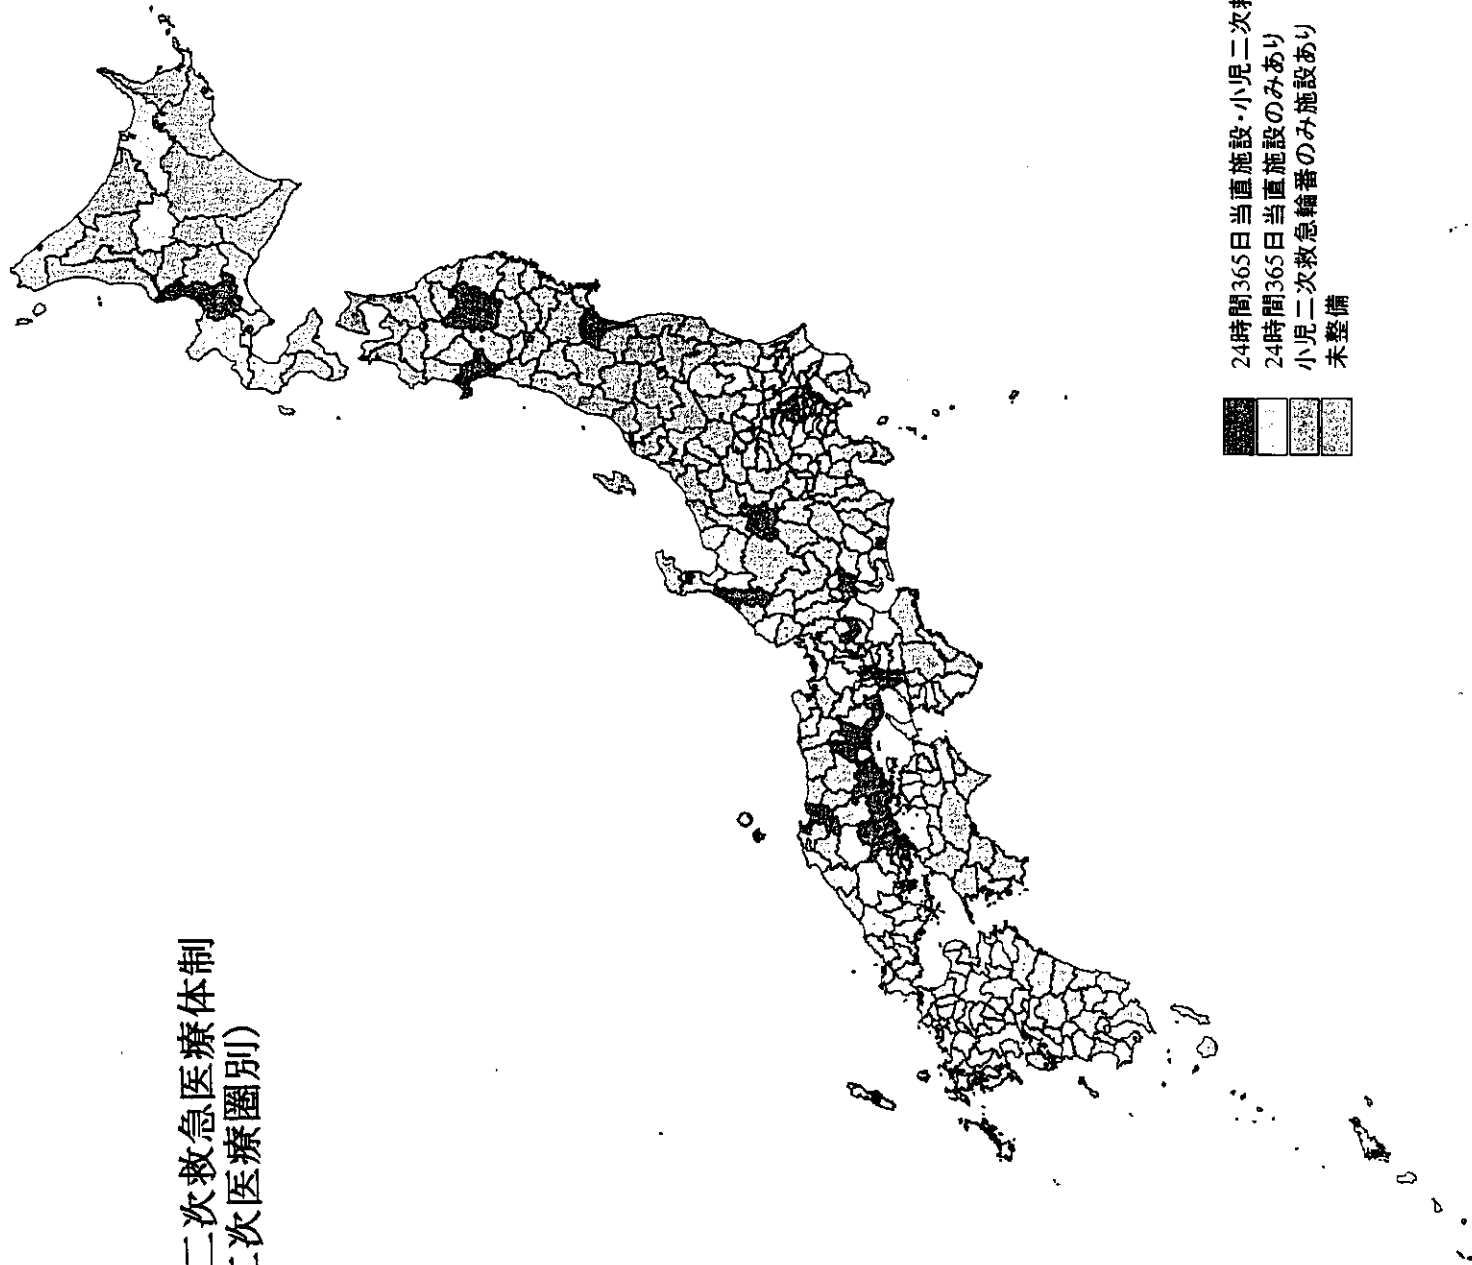 二次救急医療体制
二次医療圏別)
24時間365日当直施設・小児二次救
24時間365日当直施設のみあり
小児二次救急輪番のみ施設あり
未整備